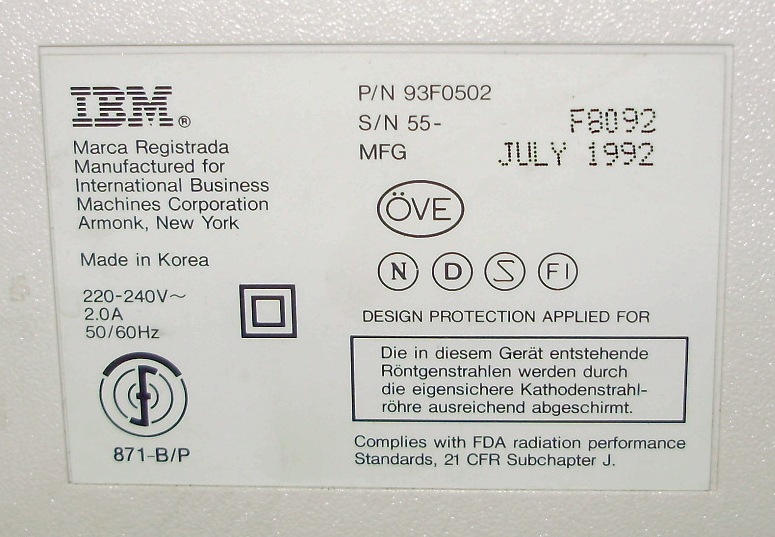 IBM®
Marca Registrada
Manufactured for
International Business
Machines Corporation
Armonk, New York
Made in Korea
220-240V~
2.0A
50/60Hz
871-B/P
P/N 93F0502
S/N 55- F8092
MFG JULY 1992
ÖVE
N D S FI
DESIGN PROTECTION APPLIED FOR
Die in diesem Gerät entstehende
Röntgenstrahlen werden durch
die eigensichere Kathodenstrahl-
röhre ausreichend abgeschirmt.
Complies with FDA radiation performance
Standards, 21 CFR Subchapter J.